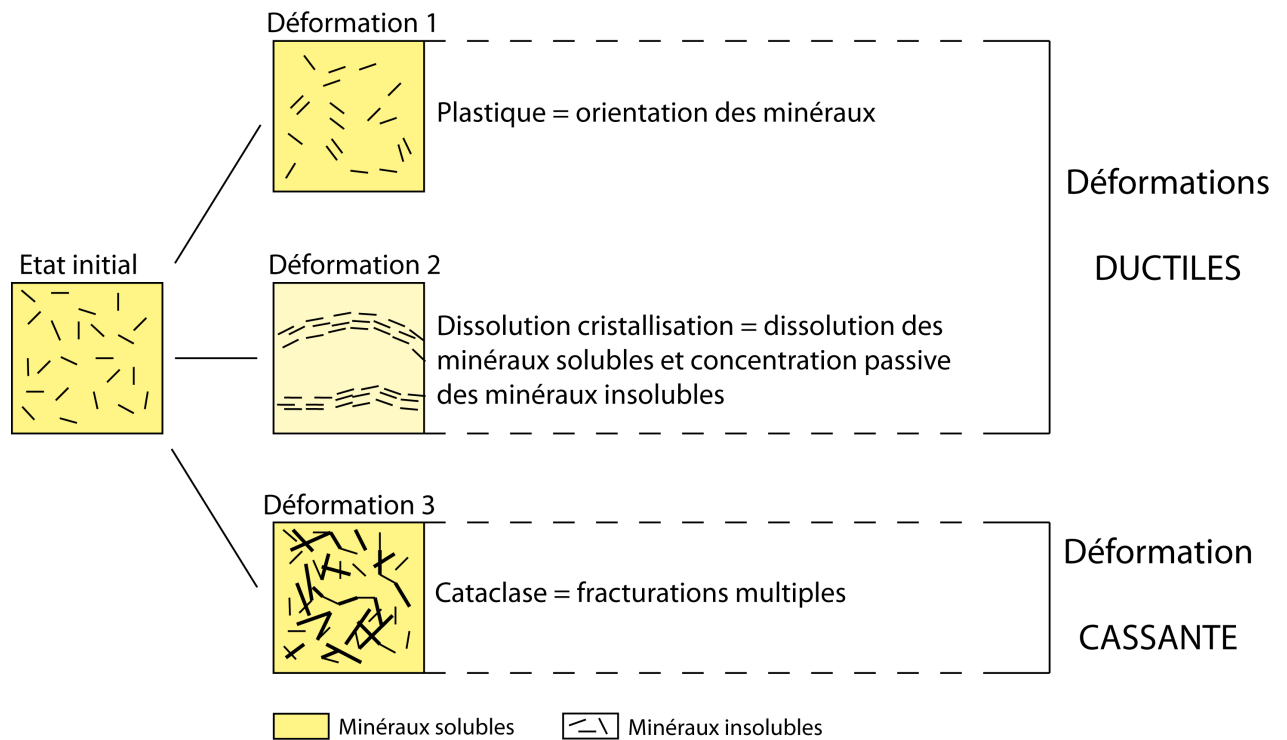 Déformation 1
Plastique = orientation des minéraux
Déformations
DUCTILES
Etat initial
Déformation 2
Dissolution cristallisation = dissolution des
minéraux solubles et concentration passive
des minéraux insolubles
Déformation 3
Cataclase = fracturations multiples
Déformation
CASSANTE
Minéraux solubles
Minéraux insolubles